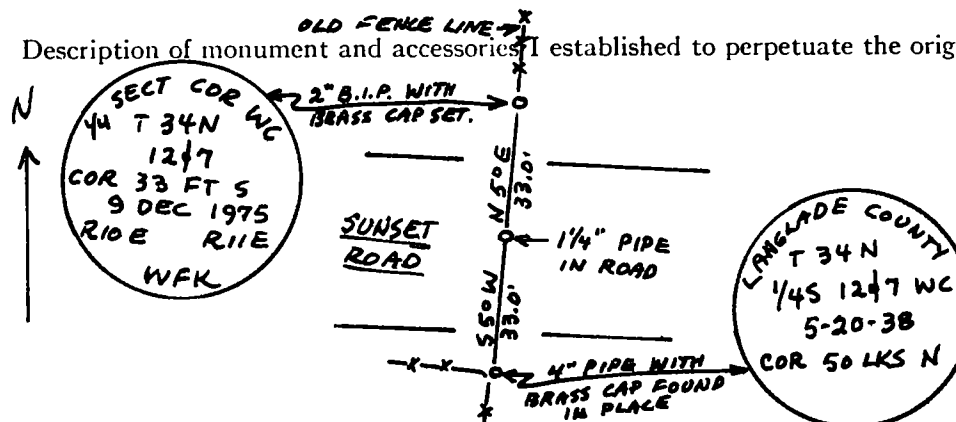 OLD FENCE LINE
Description of monument and accessories I established to perpetuate the orig
N
SECT COR WC
1/4 T 34N
12&7
COR 33 FT S
9 DEC 1975
R10E R11E
WFK
2" B.I.P. WITH
BRASS CAP SET.
N 5° E
33.0'
SUNSET
ROAD
1 1/4" PIPE
IN ROAD
S 5° W
33.0'
4" PIPE WITH
BRASS CAP FOUND
IN PLACE
LANGLADE COUNTY
T 34N
1/4S 12&7 WC
5-20-38
COR 50 LKS N